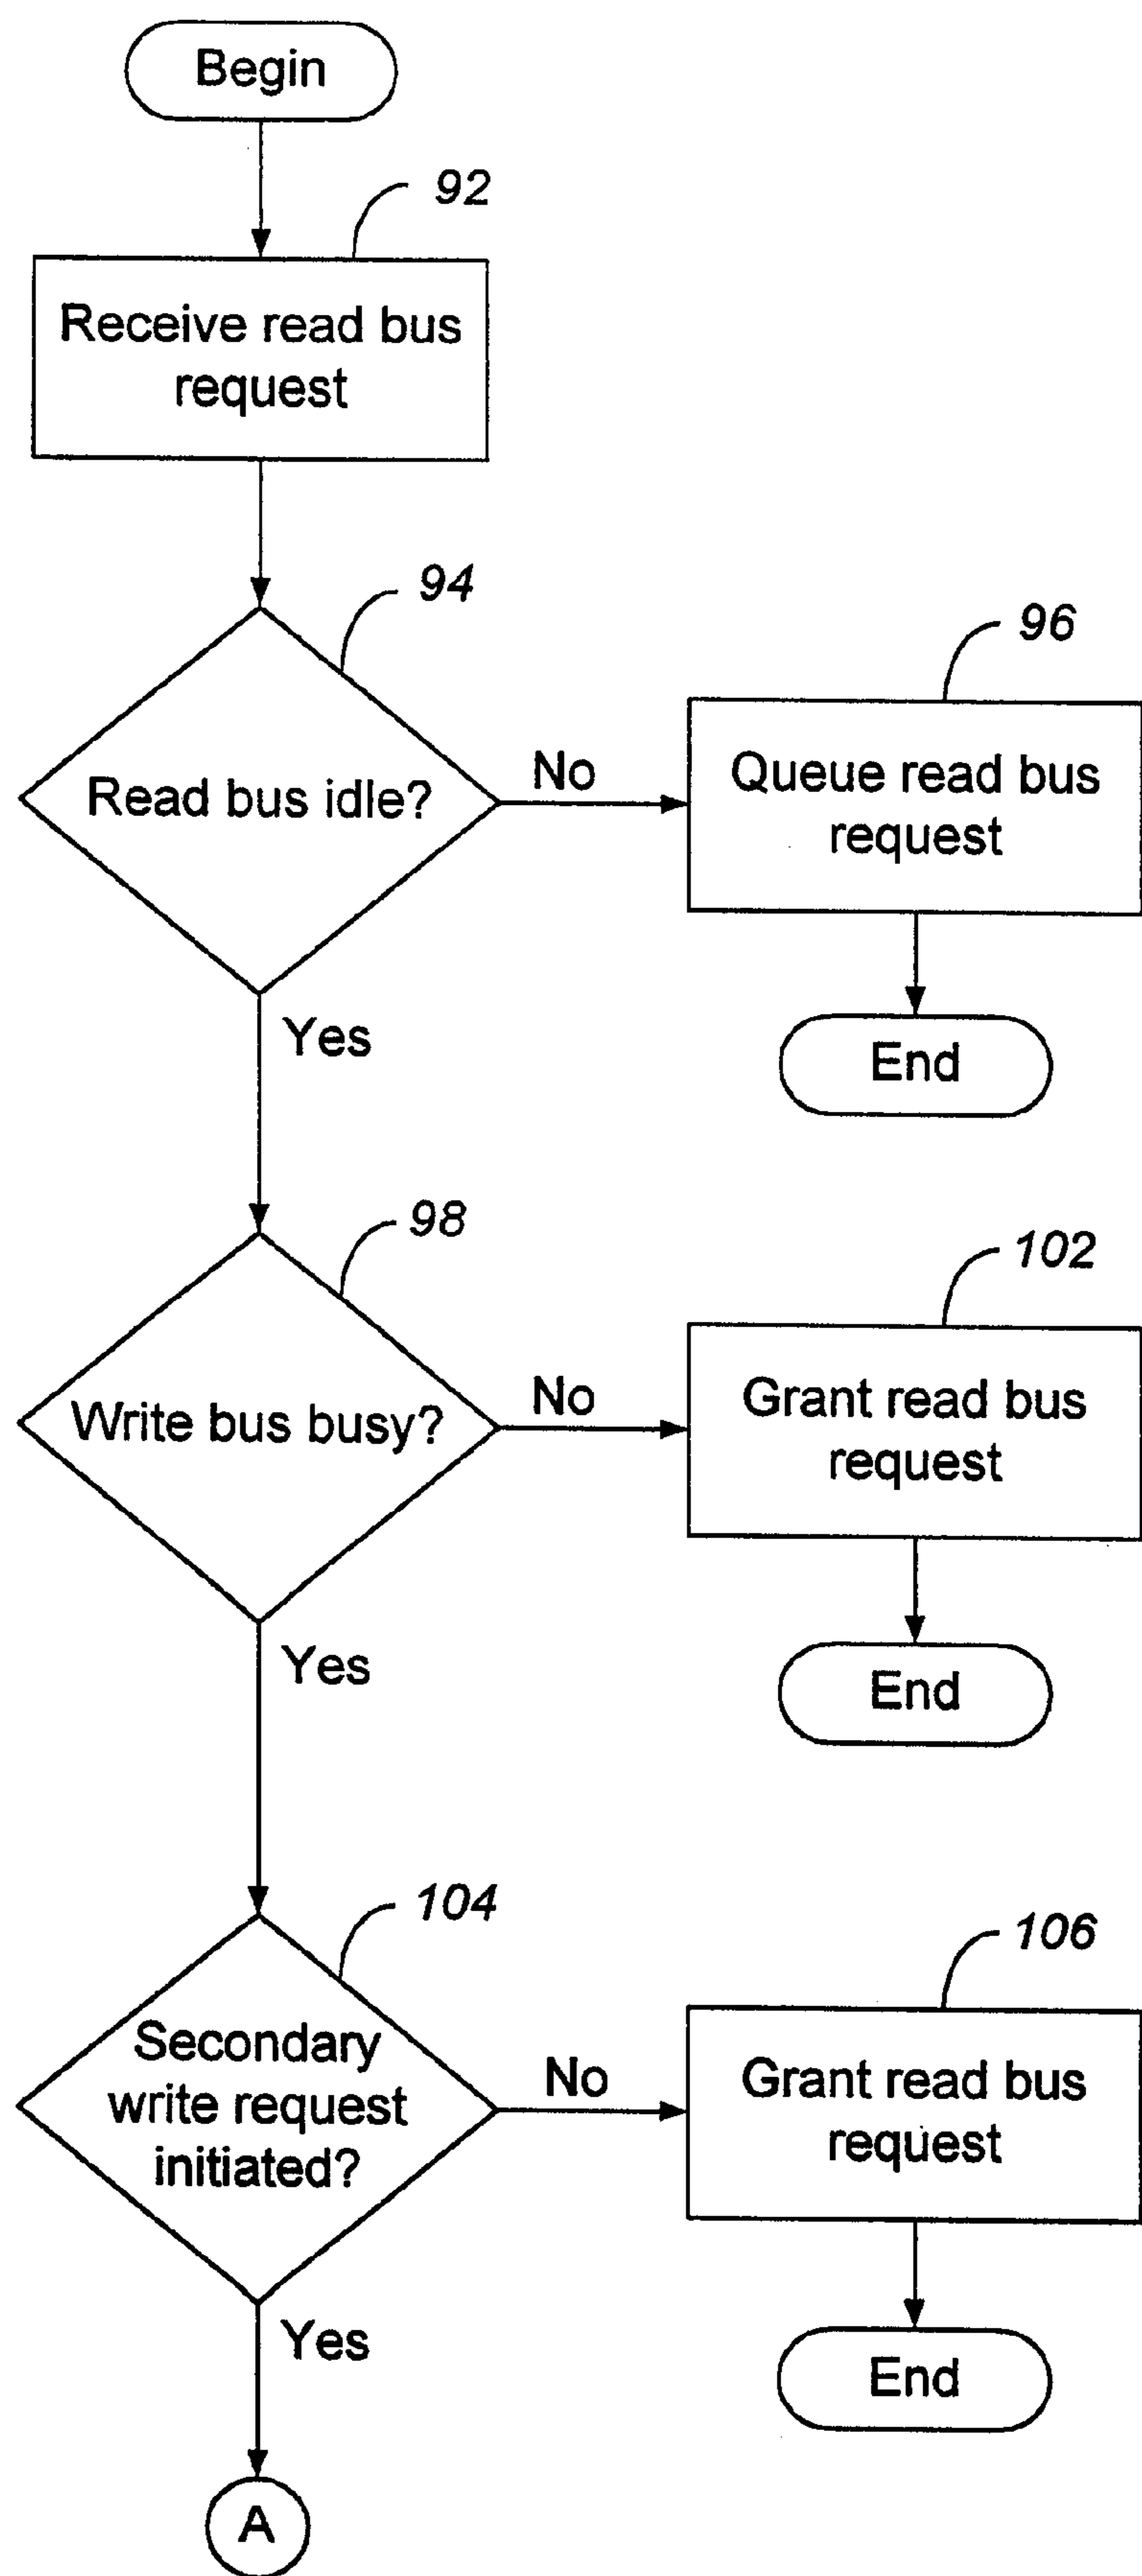 Begin
92
Receive read bus
request
94
Read bus idle?
No
96
Queue read bus
request
End
Yes
98
Write bus busy?
No
102
Grant read bus
request
End
Yes
104
Secondary
write request
initiated?
No
106
Grant read bus
request
End
Yes
A